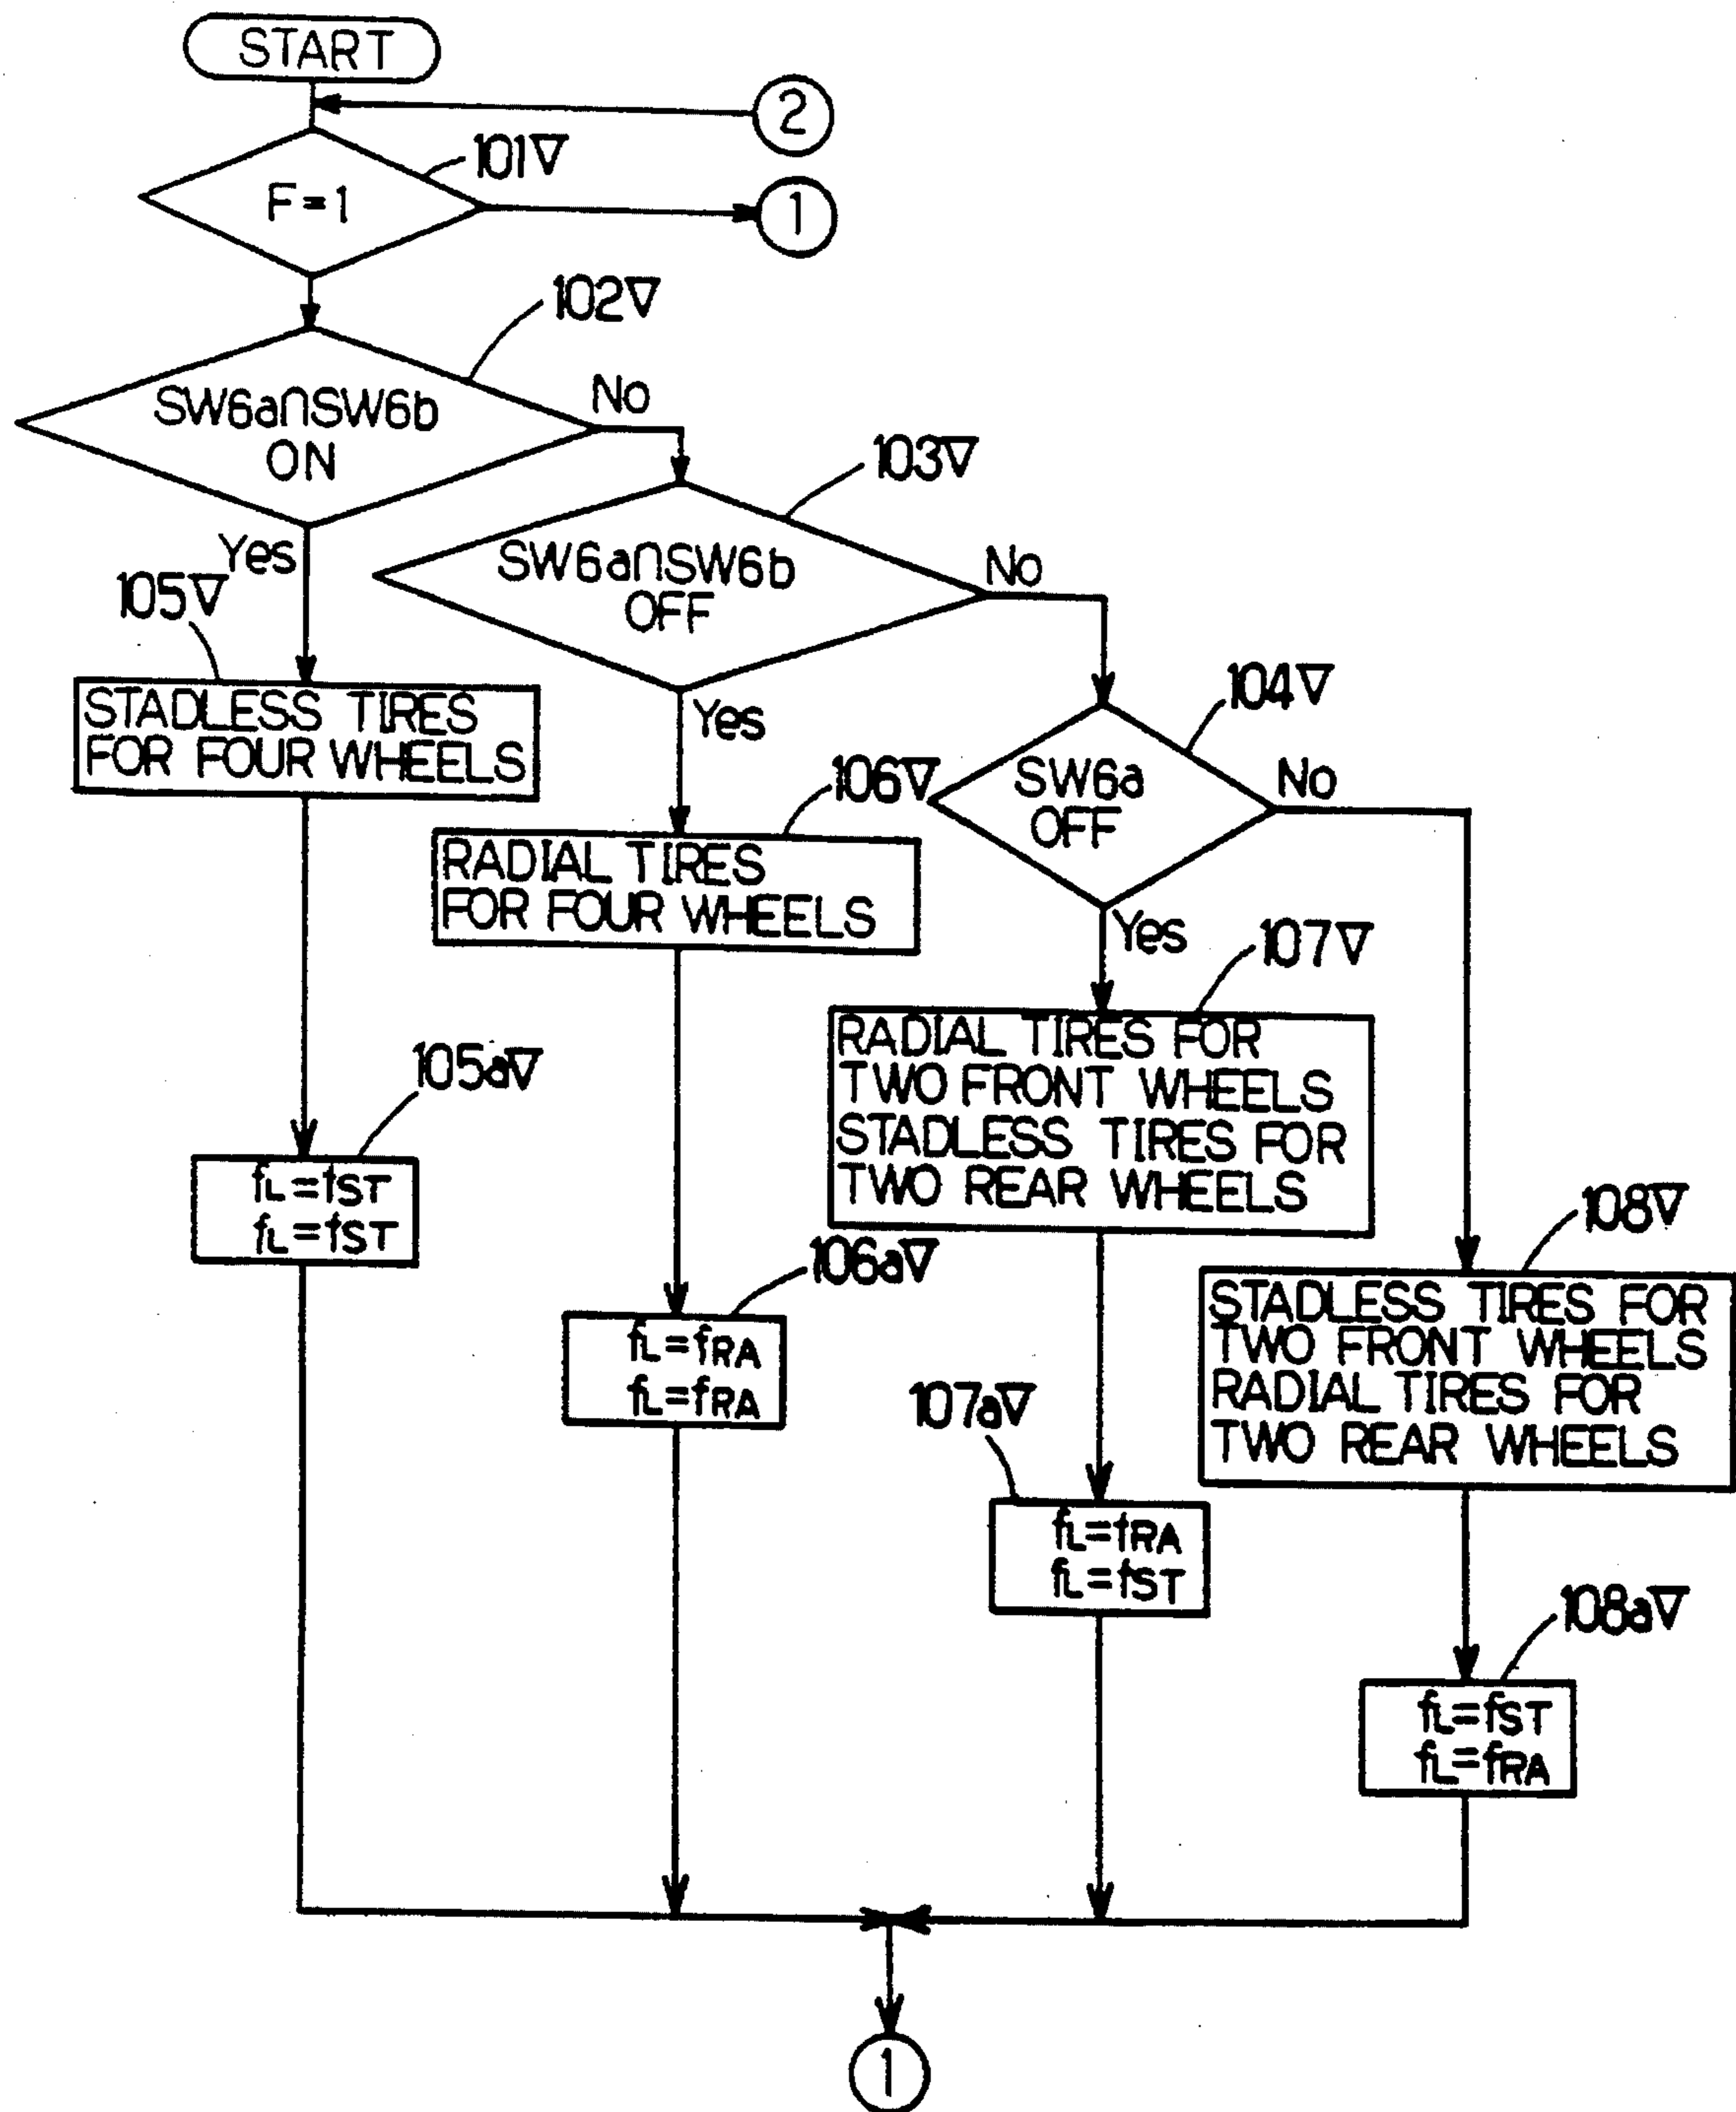 START
2
101∇
F=1
1
102∇
SW6a∩SW6b
ON
No
103∇
Yes
SW6a∩SW6b
OFF
No
105∇
STADLESS TIRES
FOR FOUR WHEELS
Yes
104∇
SW6a
OFF
No
106∇
RADIAL TIRES
FOR FOUR WHEELS
Yes
107∇
RADIAL TIRES FOR
TWO FRONT WHEELS
STADLESS TIRES FOR
TWO REAR WHEELS
105a∇
fL=fST
fL=fST
108∇
STADLESS TIRES FOR
TWO FRONT WHEELS
RADIAL TIRES FOR
TWO REAR WHEELS
106a∇
fL=fRA
fL=fRA
107a∇
fL=fRA
fL=fST
108a∇
fL=fST
fL=fRA
1